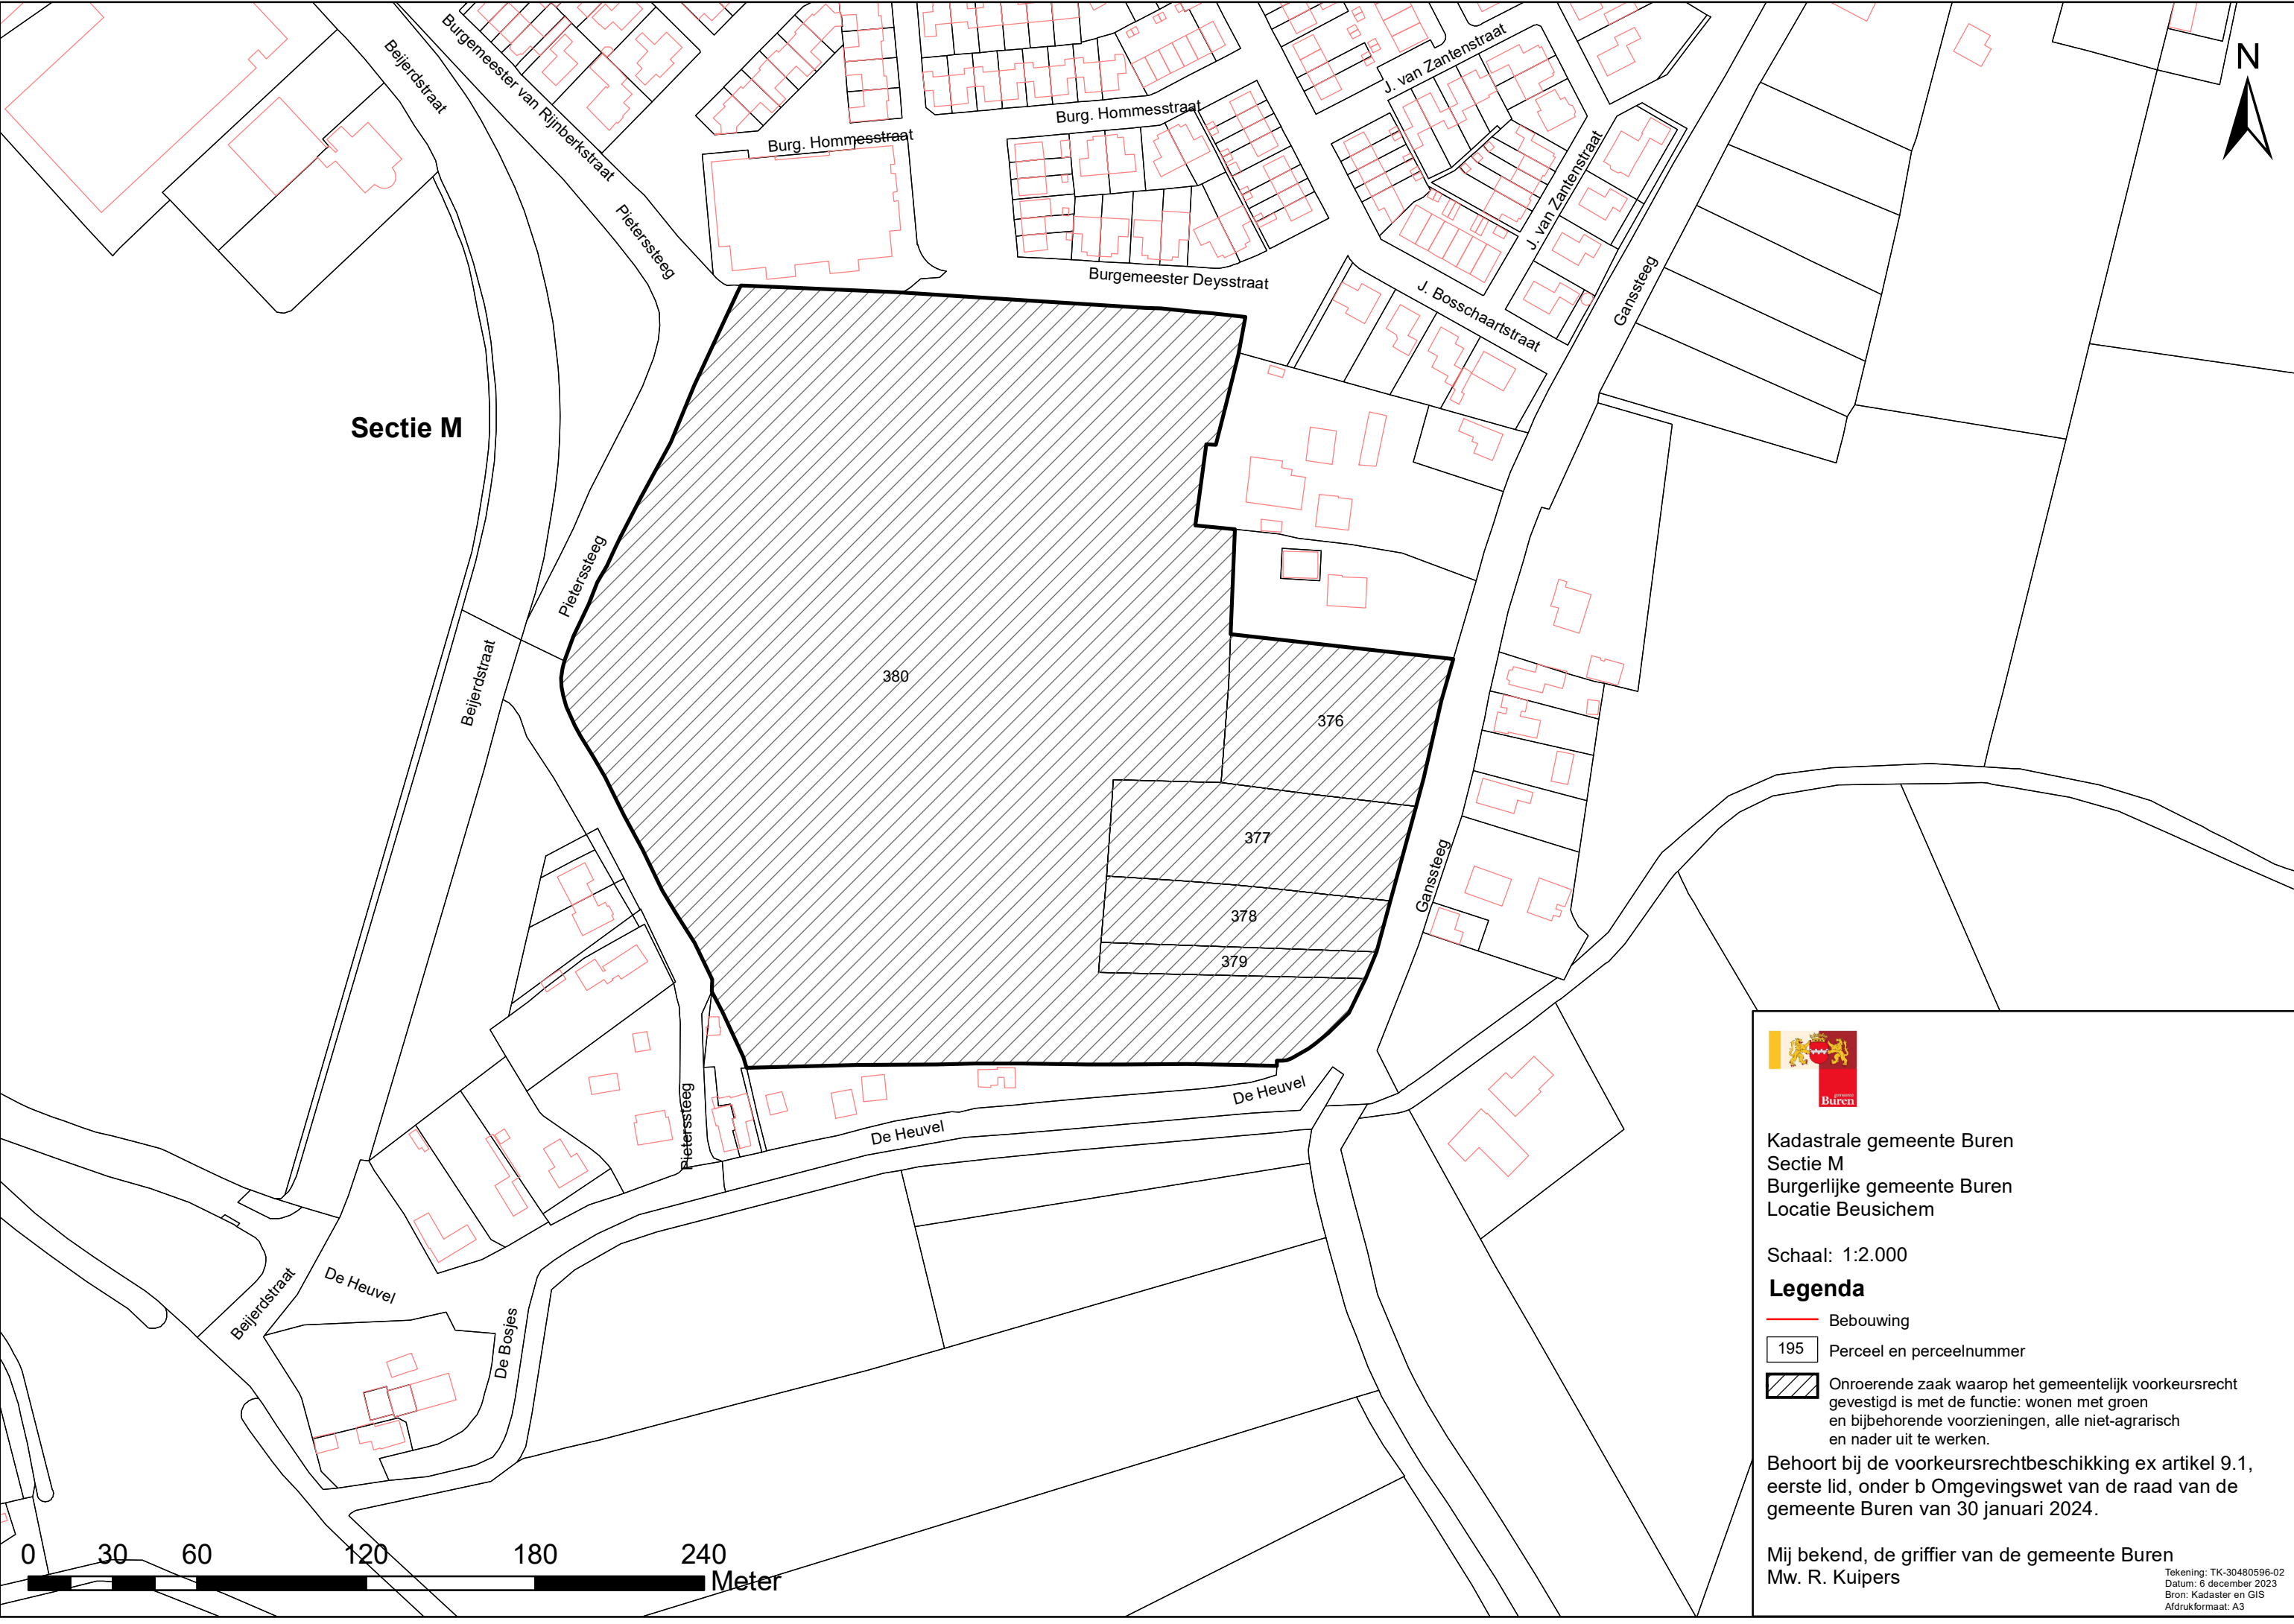 Beijerdstraat
Burgemeester van Rijnberkstraat
J. van Zantenstraat
N
Burg. Hommesstraat
Burg. Hommesstraat
J. van Zantenstraat
Pieterssteeg
Burgemeester Deysstraat
J. Bosschaartstraat
Ganssteeg
Sectie M
Pieterssteeg
Beijerdstraat
380
376
377
Ganssteeg
378
379
Pieterssteeg
De Heuvel
De Heuvel
De Heuvel
Beijerdstraat
De Bosjes
gemeente
Buren
Kadastrale gemeente Buren
Sectie M
Burgerlijke gemeente Buren
Locatie Beusichem
Schaal: 1:2.000
Legenda
Bebouwing
195 Perceel en perceelnummer
Onroerende zaak waarop het gemeentelijk voorkeursrecht
gevestigd is met de functie: wonen met groen
en bijbehorende voorzieningen, alle niet-agrarisch
en nader uit te werken.
Behoort bij de voorkeursrechtbeschikking ex artikel 9.1,
eerste lid, onder b Omgevingswet van de raad van de
gemeente Buren van 30 januari 2024.
Mij bekend, de griffier van de gemeente Buren
Mw. R. Kuipers
Tekening: TK-30480596-02
Datum: 6 december 2023
Bron: Kadaster en GIS
Afdrukformaat: A3
0 30 60 120 180 240
Meter